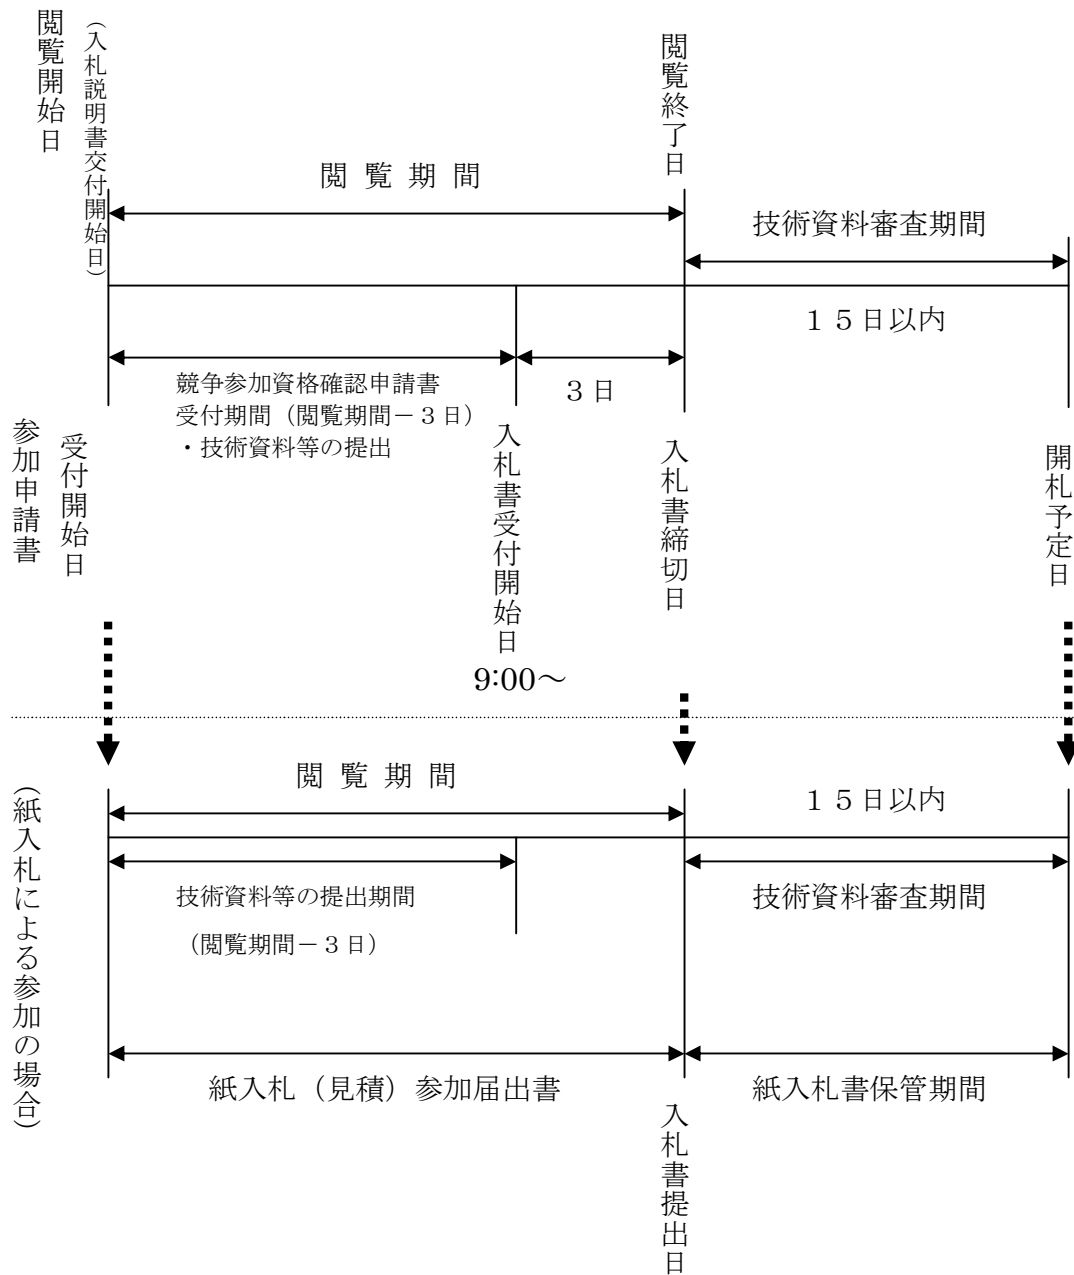 閲覧開始日
（入札説明書交付開始日）
閲覧終了日
閲 覧 期 間
技術資料審査期間
１５日以内
競争参加資格確認申請書
受付期間（閲覧期間－３日）
・技術資料等の提出
３日
参加申請書
受付開始日
入札書受付開始日
9:00～
入札書締切日
開札予定日
（紙入札による参加の場合）
閲 覧 期 間
１５日以内
技術資料等の提出期間
（閲覧期間－３日）
技術資料審査期間
紙入札（見積）参加届出書
紙入札書保管期間
入札書提出日